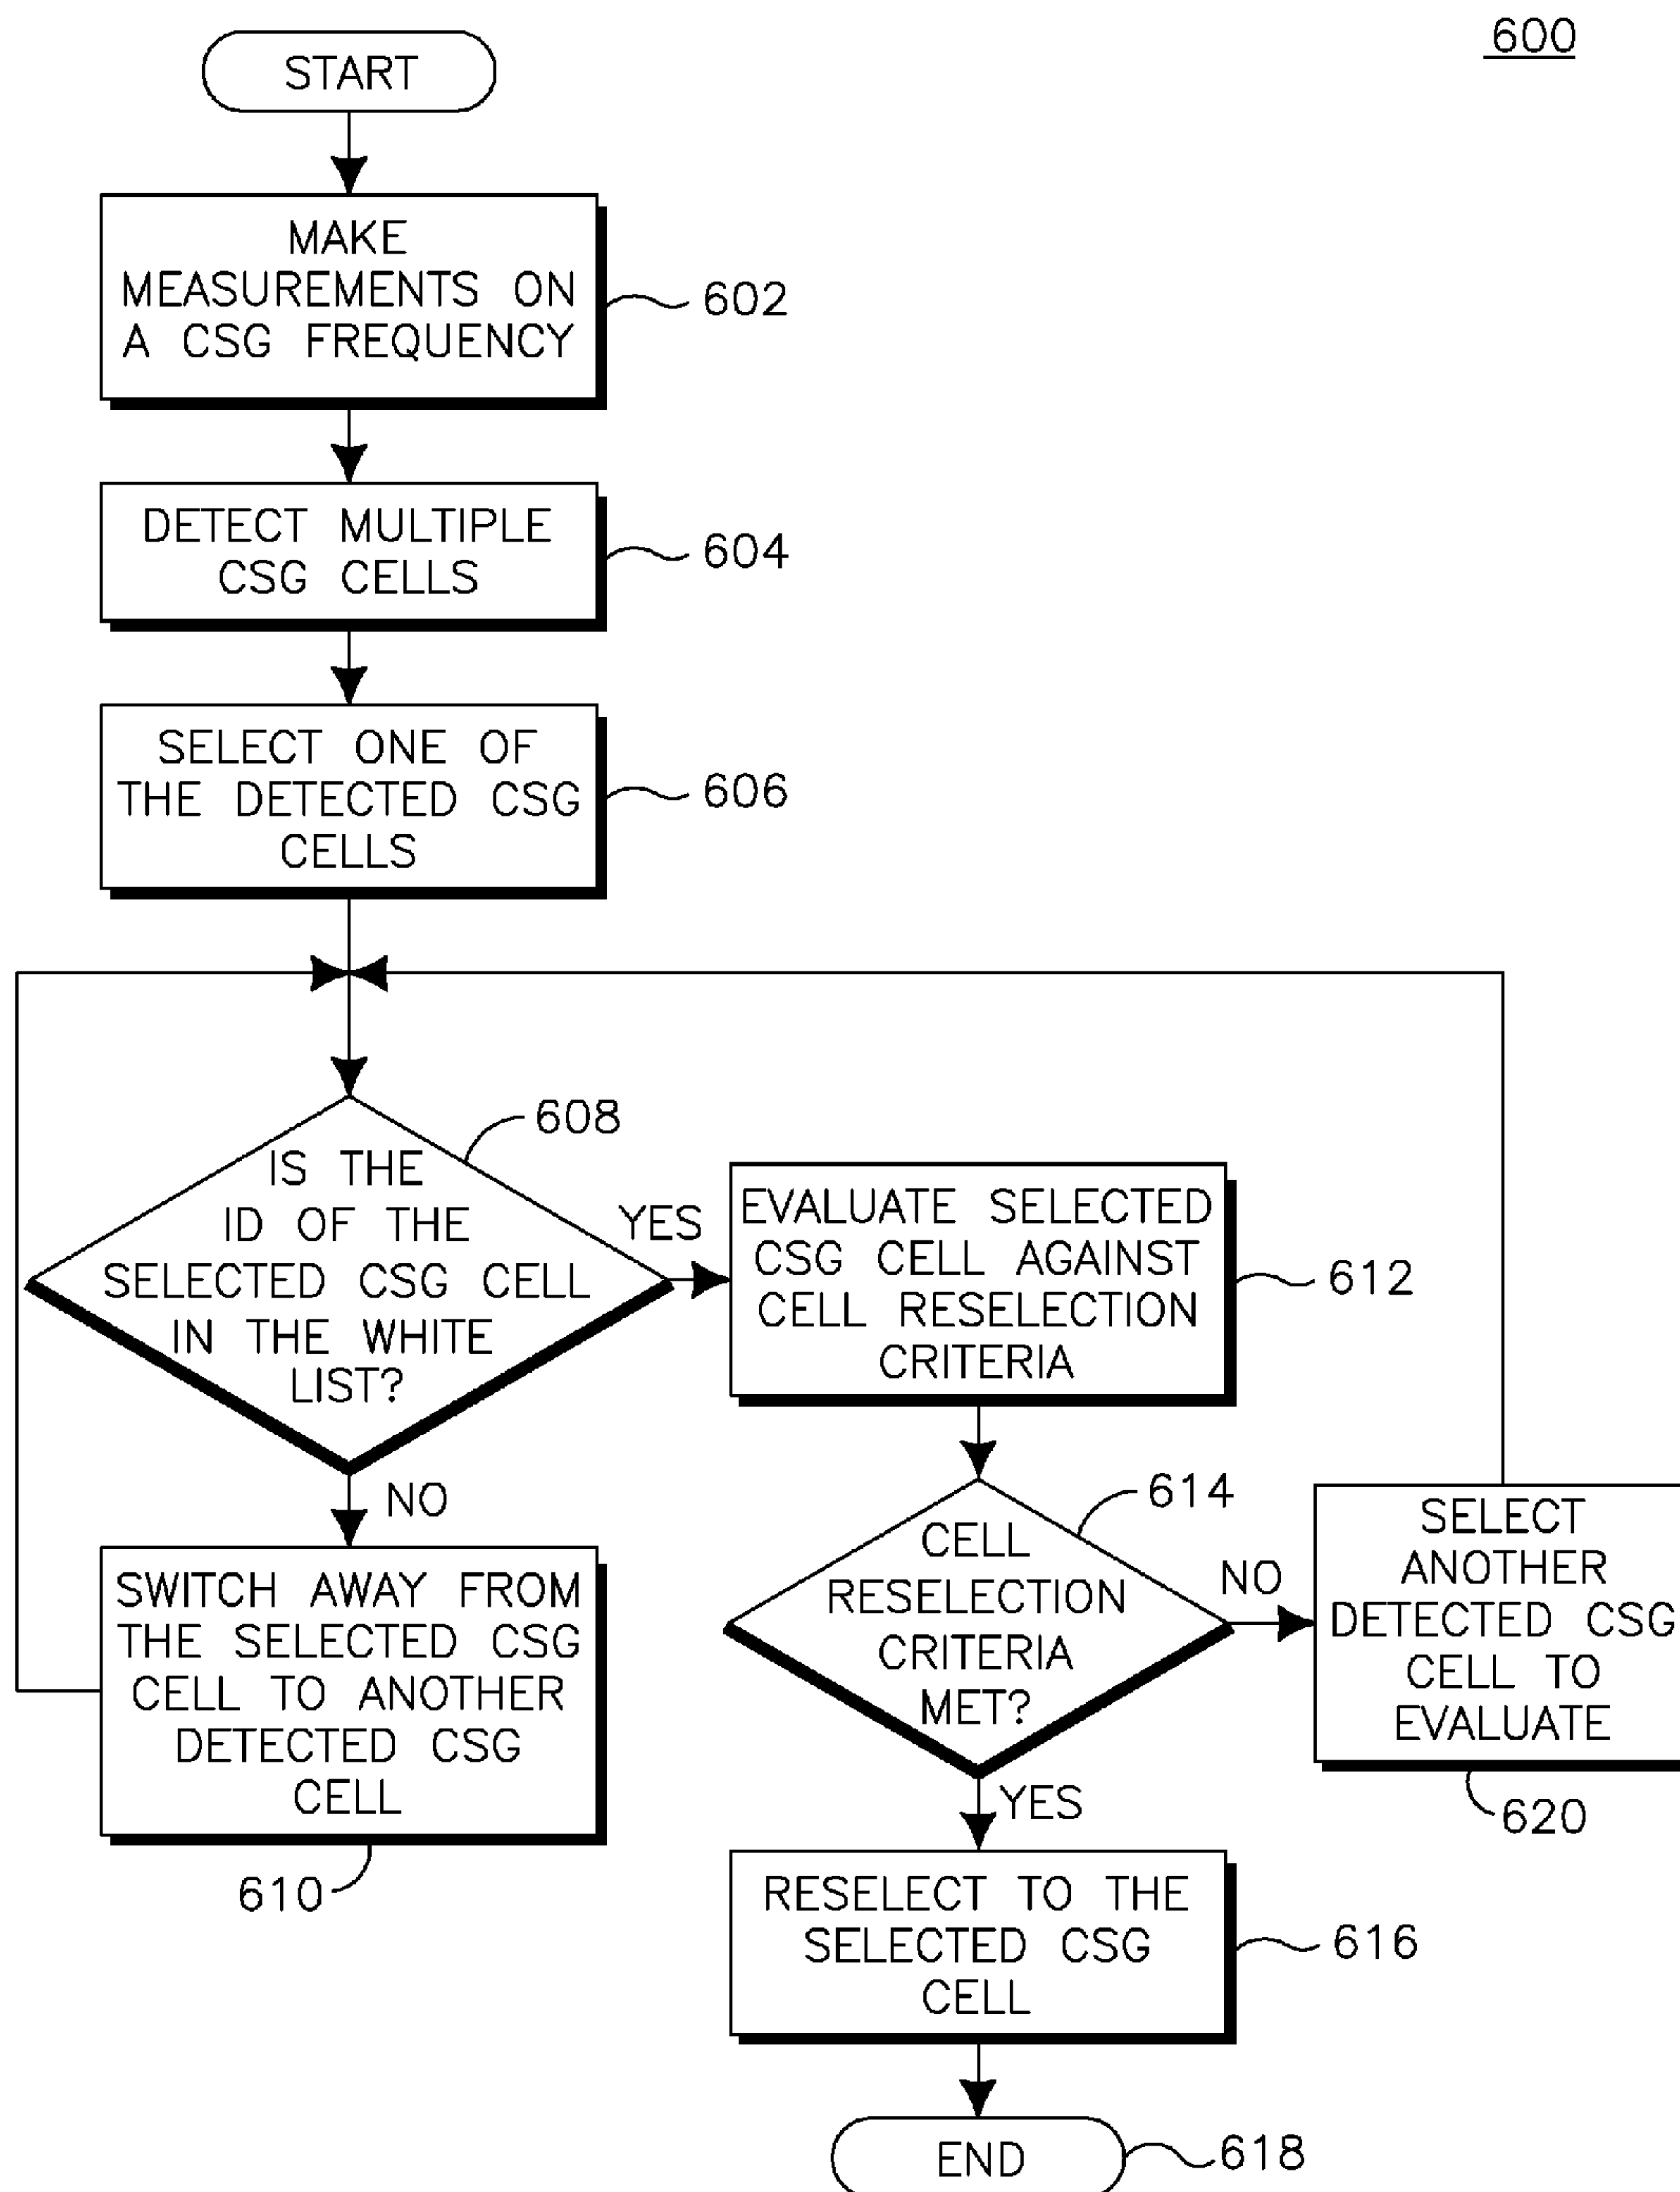 600
START
MAKE
MEASUREMENTS ON
A CSG FREQUENCY
602
DETECT MULTIPLE
CSG CELLS
604
SELECT ONE OF
THE DETECTED CSG
CELLS
606
IS THE
ID OF THE
SELECTED CSG CELL
IN THE WHITE
LIST?
608
YES
NO
SWITCH AWAY FROM
THE SELECTED CSG
CELL TO ANOTHER
DETECTED CSG
CELL
610
EVALUATE SELECTED
CSG CELL AGAINST
CELL RESELECTION
CRITERIA
612
CELL
RESELECTION
CRITERIA
MET?
614
NO
SELECT
ANOTHER
DETECTED CSG
CELL TO
EVALUATE
620
YES
RESELECT TO THE
SELECTED CSG
CELL
616
END
618